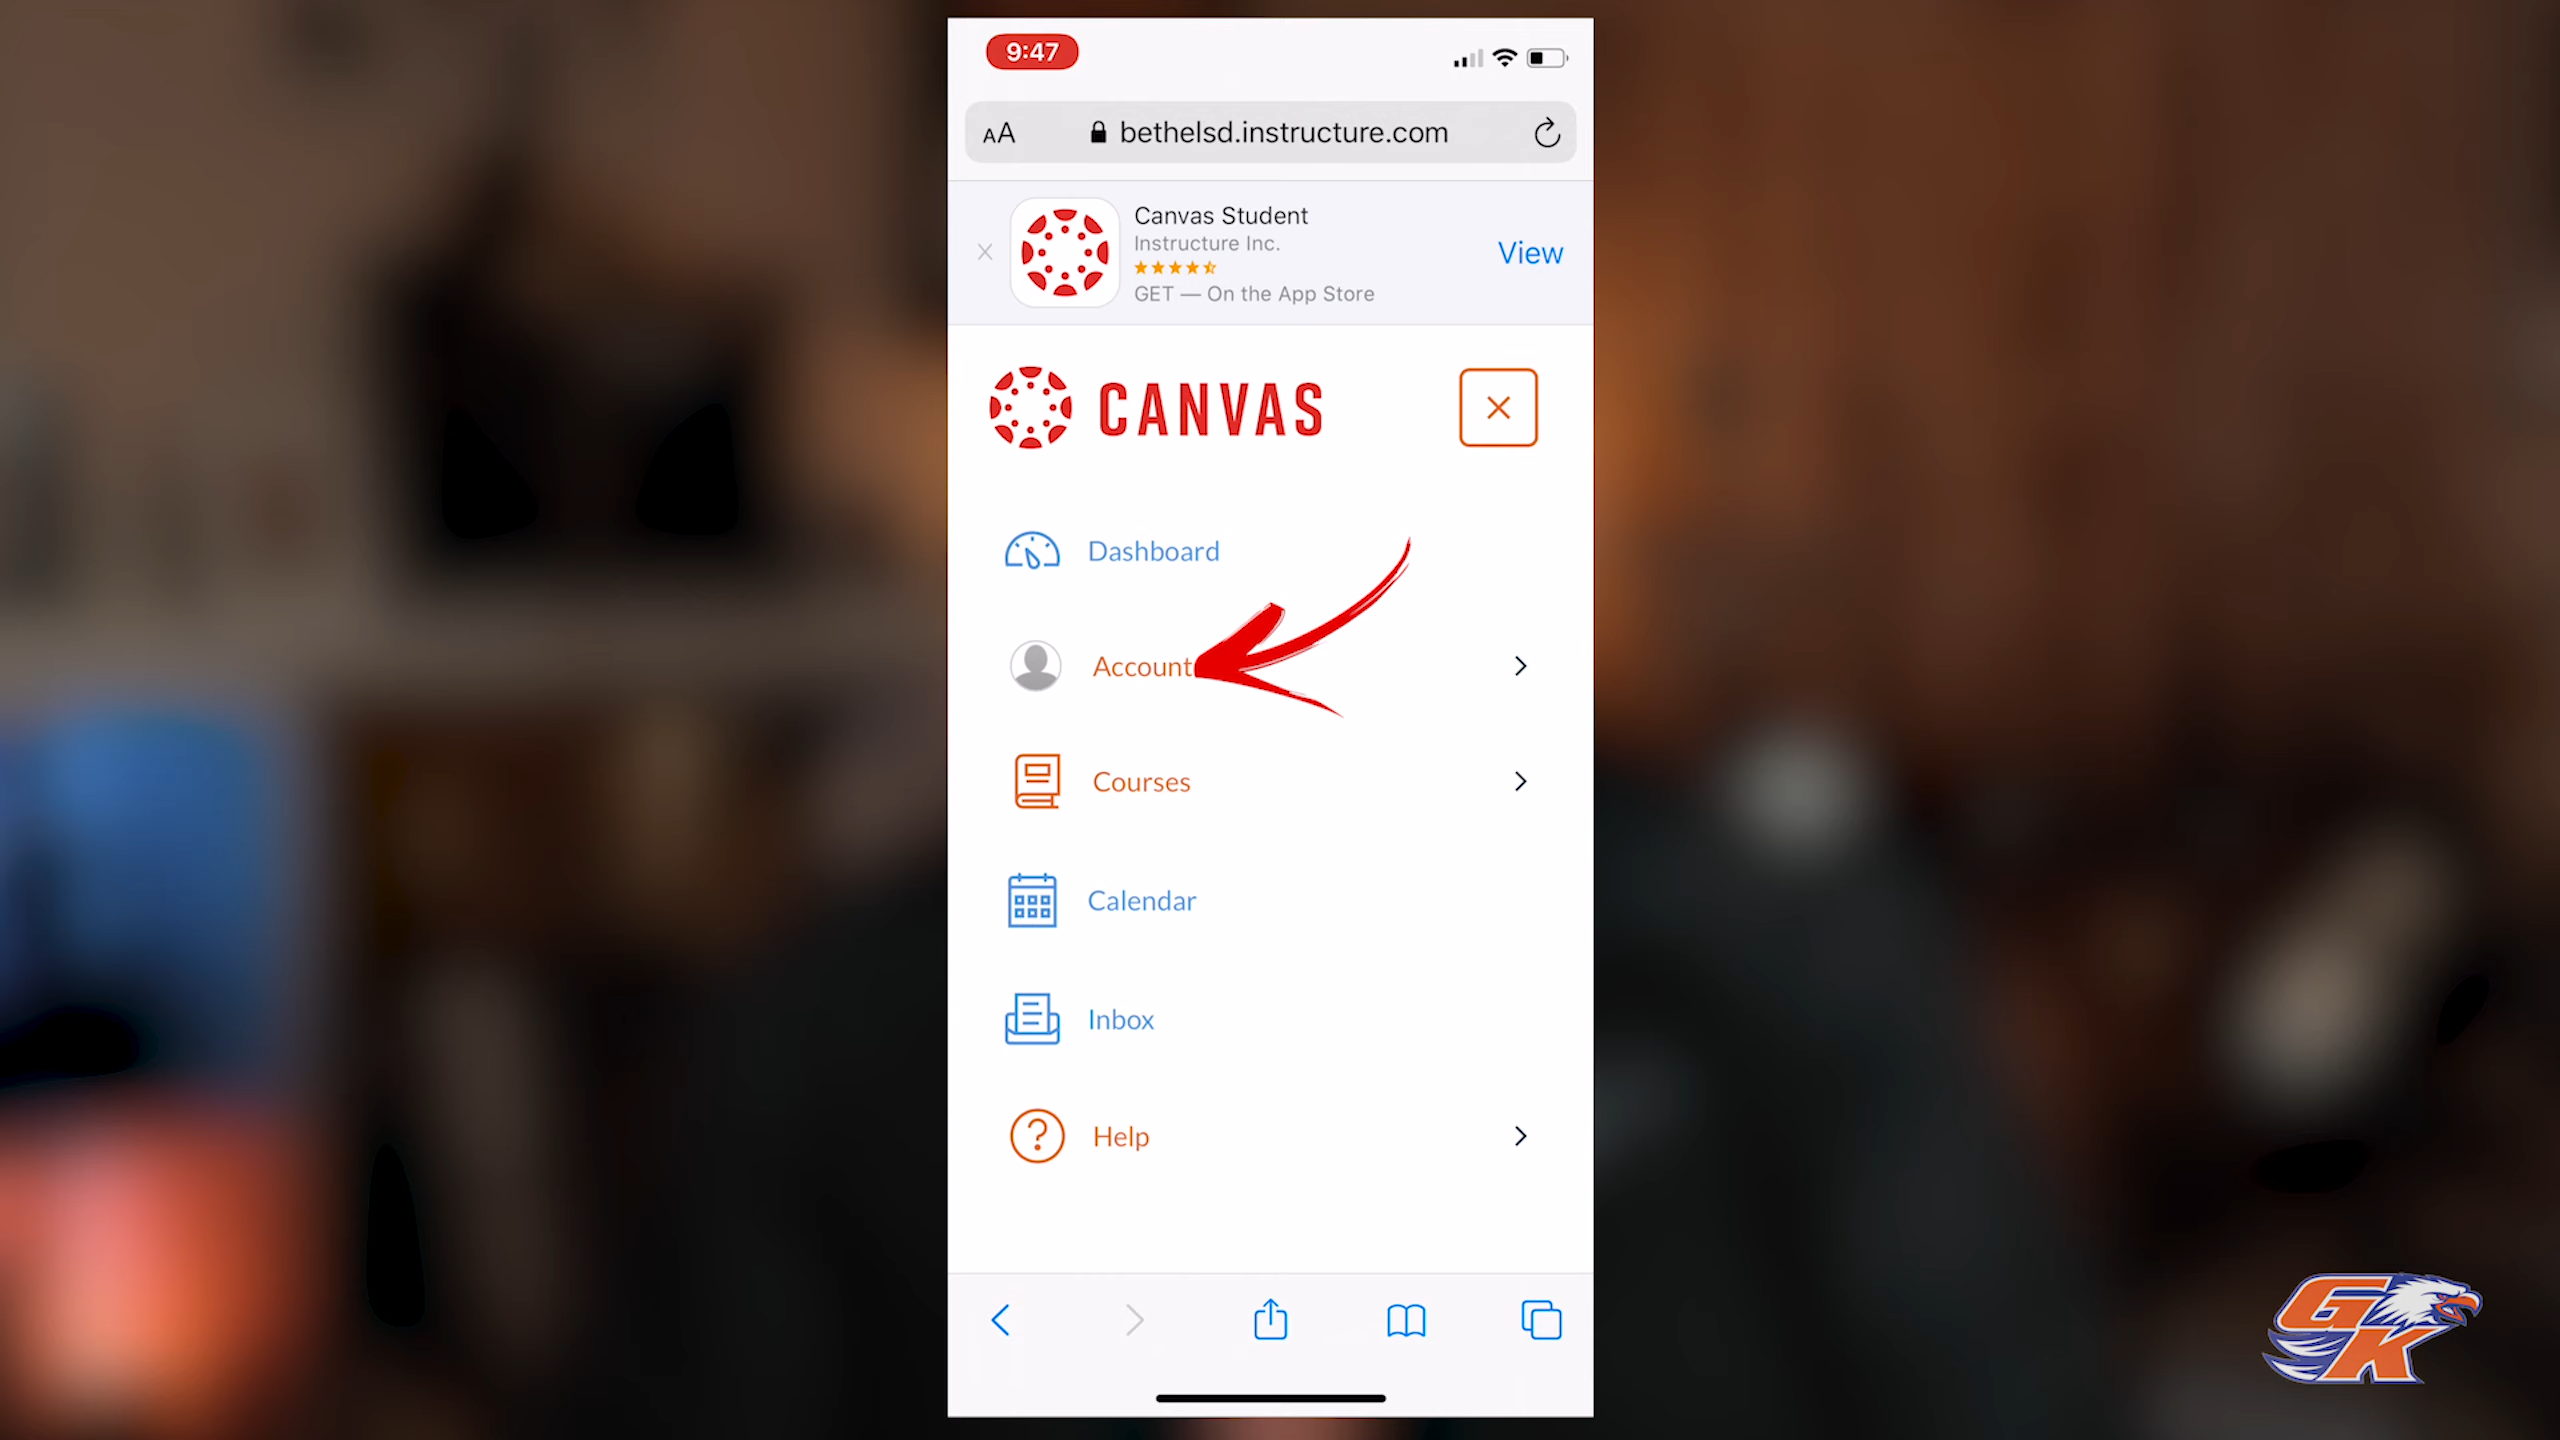 9:47
AA bethelsd.instructure.com
Canvas Student
Instructure Inc.
GET — On the App Store
View
CANVAS
Dashboard
Account
Courses
Calendar
Inbox
Help
GK